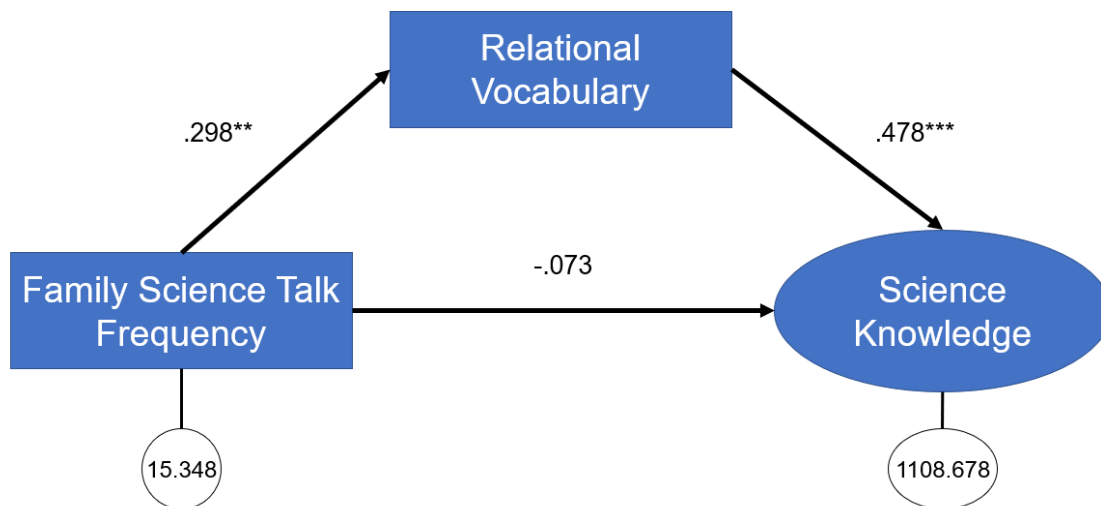 Relational
Vocabulary
.298**
.478***
-.073
Family Science Talk
Frequency
Science
Knowledge
15.348
1108.678